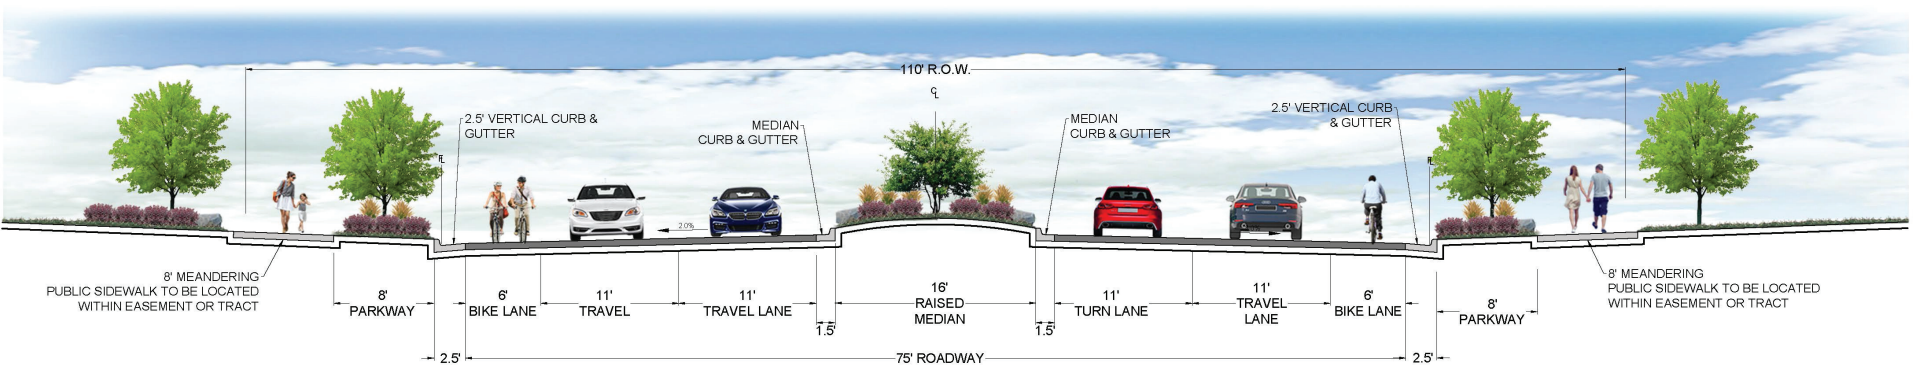 110' R.O.W.
CL
2.5' VERTICAL CURB &
GUTTER
MEDIAN
CURB & GUTTER
MEDIAN
CURB & GUTTER
2.5' VERTICAL CURB
& GUTTER
FL
FL
2.0%
8' MEANDERING
PUBLIC SIDEWALK TO BE LOCATED
WITHIN EASEMENT OR TRACT
8'
PARKWAY
6'
BIKE LANE
11'
TRAVEL
11'
TRAVEL LANE
1.5'
16'
RAISED
MEDIAN
1.5'
11'
TURN LANE
11'
TRAVEL
LANE
6'
BIKE LANE
8'
PARKWAY
8' MEANDERING
PUBLIC SIDEWALK TO BE LOCATED
WITHIN EASEMENT OR TRACT
2.5'
75' ROADWAY
2.5'